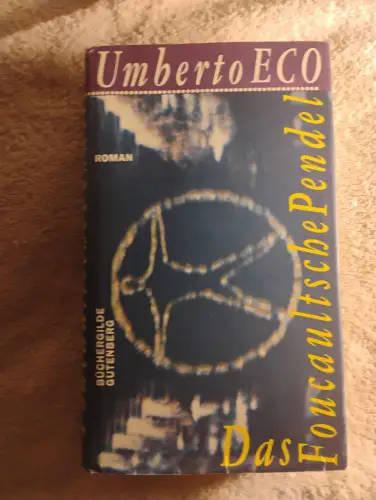 Umberto ECO
ROMAN
BÜCHERGILDE
GUTENBERG
Das Foucaultsche Pendel